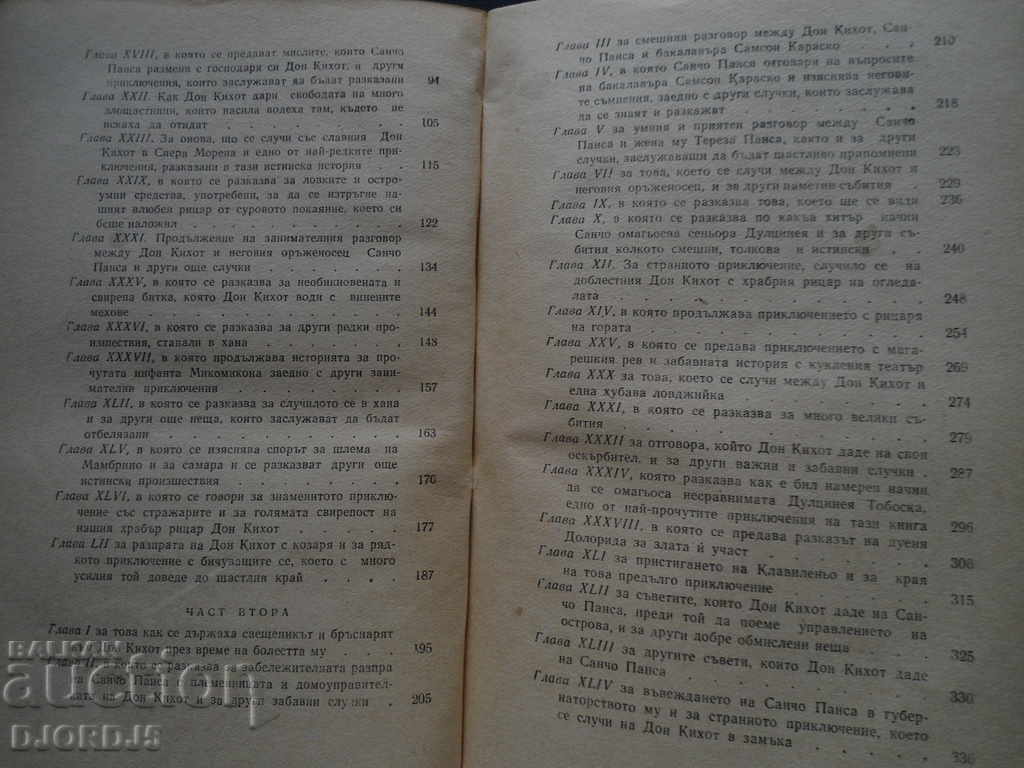 Глава XVIII, в която се предават мислите, които Санчо
Панса размени с господаря си Дон Кихот, и други
приключения, които заслужават да бъдат разказани 94
Глава XXII. Как Дон Кихот дари свободата на много
злощастници, които насила водеха там, където не
искаха да отидат . . . . . . . 105
Глава XXIII. За онова, що се случи със славния Дон
Кихот в Сиера Морена и едно от най-редките при-
ключения, разказани в тази истинска история . . 115
Глава XXIX, в която се разказва за ловките и остро-
умни средства, употребени, за да се изтръгне на-
шият влюбен рицар от суровото покаяние, което си
беше наложил . . . . . . . 122
Глава XXXI. Продължение на занимателния разговор
между Дон Кихот и неговия оръженосец Санчо
Панса и други още случки . . . . 134
Глава XXXV, в която се разказва за необикновената и
свирепа битка, която Дон Кихот води с винените
мехове . . . . . . . . 144
Глава XXXVI, в която се разказва за други редки про-
изшествия, станали в хана . . . . 148
Глава XXXVII, в която продължава историята за про-
чутата инфанта Микомикона заедно с други зани-
мателни приключения . . . . . . 157
Глава XLII, в която се разказва за случилото се в хана
и за други още неща, които заслужават да бъдат
отбелязани . . . . . . . . 163
Глава XLV, в която се изяснява спорът за шлема на
Мамбрино и за самара и се разказват други още
истински произшествия . . . . . 170
Глава XLVI, в която се говори за знаменитото приклю-
чение със стражарите и за голямата свирепост на
нашия храбър рицар Дон Кихот . . . . 177
Глава LII за разпрата на Дон Кихот с козаря и за ряд-
кото приключение с бичуващите се, което с много
усилия той доведе до щастлив край . . . 187
ЧАСТ ВТОРА
Глава I за това как се държаха свещеникът и бръснарят
с Дон Кихот през време на болестта му . . 195
Глава II, в която се разказва за забележителната разпра
на Санчо Панса с племенницата и домоуправител-
ката на Дон Кихот и за други забавни случки . 205
Глава III за смешния разговор между Дон Кихот, Сан-
чо Панса и бакалавъра Самсон Караско . . 210
Глава IV, в която Санчо Панса отговаря на въпросите
на бакалавъра Самсон Караско и изяснява негови-
те съмнения, заедно с други случки, които заслужава
да се знаят и разкажат . . . . . 218
Глава V за умния и приятен разговор между Санчо
Панса и жена му Тереза Панса, както и за други
случки, заслужаващи да бъдат щастливо припомнени 223
Глава VI за това, което се случи между Дон Кихот и
неговия оръженосец, и за други паметни събития . 229
Глава IX, в която се разказва това, което ще се види 236
Глава X, в която се разказва по какъв хитър начин
Санчо омагьосва сеньора Дулцинея и за други съ-
бития колкото смешни, толкова и истински . . 240
Глава XII. За странното приключение, случило се на
доблестния Дон Кихот с храбрия рицар на огледа-
лата . . . . . . . . 248
Глава XIV, в която продължава приключението с рицаря
на гората . . . . . . . . 254
Глава XXV, в която се предава приключението с мага-
решкия рев и забавната история с кукления театър 269
Глава XXX за това, което се случи между Дон Кихот и
една хубава ловджийка . . . . . 274
Глава XXXI, в която се разказва за много велики съ-
бития . . . . . . . . 279
Глава XXXII за отговора, който Дон Кихот даде на своя
оскърбител, и за други важни и забавни случки . 287
Глава XXXIV, която разказва как е бил намерен начин
да се омагьоса несравнимата Дулцинея Тобоска,
едно от най-прочутите приключения на тази книга 296
Глава XXXVIII, в която се предава разказът на дуеня
Долорида за злата ѝ участ . . . . 306
Глава XLI за пристигането на Клавиленьо и за края
на това предълго приключение . . . . 315
Глава XLII за съветите, които Дон Кихот даде на Сан-
чо Панса, преди той да поеме управлението на
острова, и за други добре обмислени неща . . 325
Глава XLIII за другите съвети, които Дон Кихот даде
на Санчо Панса . . . . . . 330
Глава XLIV за въвеждането на Санчо Панса в губер-
наторството му и за странното приключение, което
се случи на Дон Кихот в замъка . . . 336
BALKAN
auction
DJORDJ5